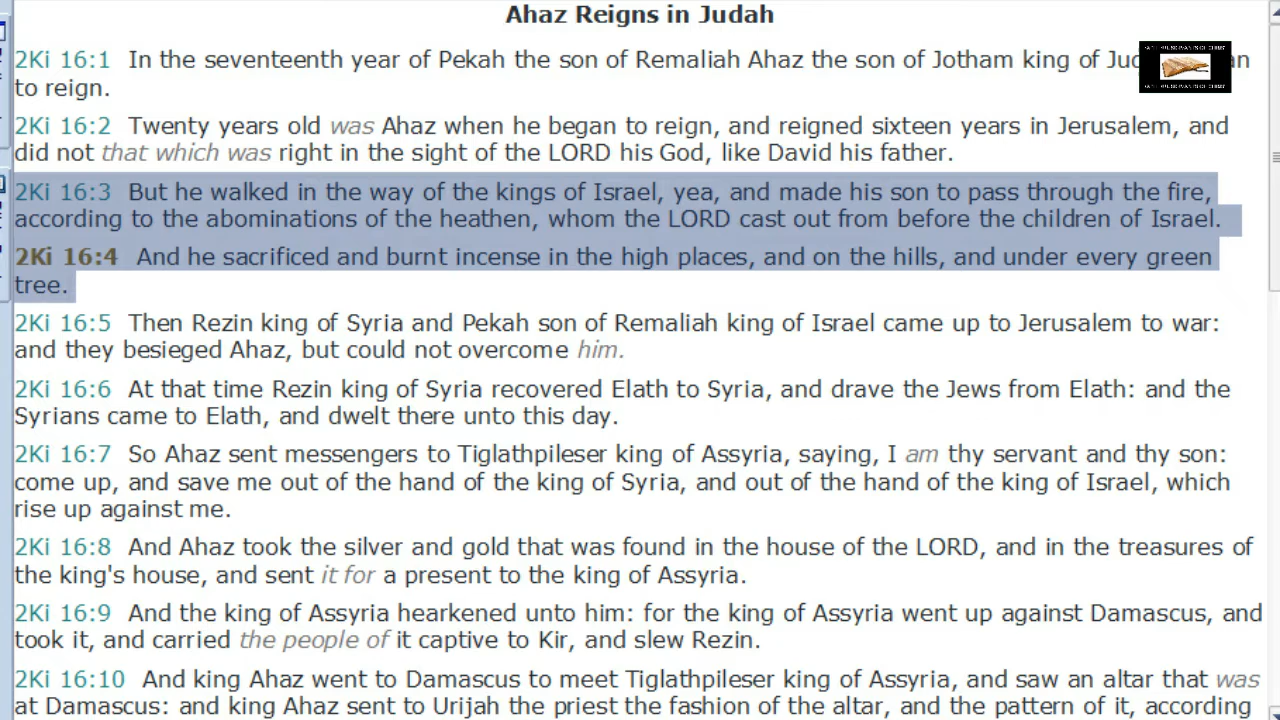 Ahaz Reigns in Judah
2Ki 16:1 In the seventeenth year of Pekah the son of Remaliah Ahaz the son of Jotham king of
to reign.
2Ki 16:2 Twenty years old was Ahaz when he began to reign, and reigned sixteen years in Jerusalem, and
did not that which was right in the sight of the LORD his God, like David his father.
2Ki 16:3 But he walked in the way of the kings of Israel, yea, and made his son to pass through the fire,
according to the abominations of the heathen, whom the LORD cast out from before the children of Israel.
2Ki 16:4 And he sacrificed and burnt incense in the high places, and on the hills, and under every green
tree.
2Ki 16:5 Then Rezin king of Syria and Pekah son of Remaliah king of Israel came up to Jerusalem to war:
and they besieged Ahaz, but could not overcome him.
2Ki 16:6 At that time Rezin king of Syria recovered Elath to Syria, and drave the Jews from Elath: and the
Syrians came to Elath, and dwelt there unto this day.
2Ki 16:7 So Ahaz sent messengers to Tiglathpileser king of Assyria, saying, I am thy servant and thy son:
come up, and save me out of the hand of the king of Syria, and out of the hand of the king of Israel, which
rise up against me.
2Ki 16:8 And Ahaz took the silver and gold that was found in the house of the LORD, and in the treasures of
the king's house, and sent it for a present to the king of Assyria.
2Ki 16:9 And the king of Assyria hearkened unto him: for the king of Assyria went up against Damascus, and
took it, and carried the people of it captive to Kir, and slew Rezin.
2Ki 16:10 And king Ahaz went to Damascus to meet Tiglathpileser king of Assyria, and saw an altar that was
at Damascus: and king Ahaz sent to Urijah the priest the fashion of the altar, and the pattern of it, according